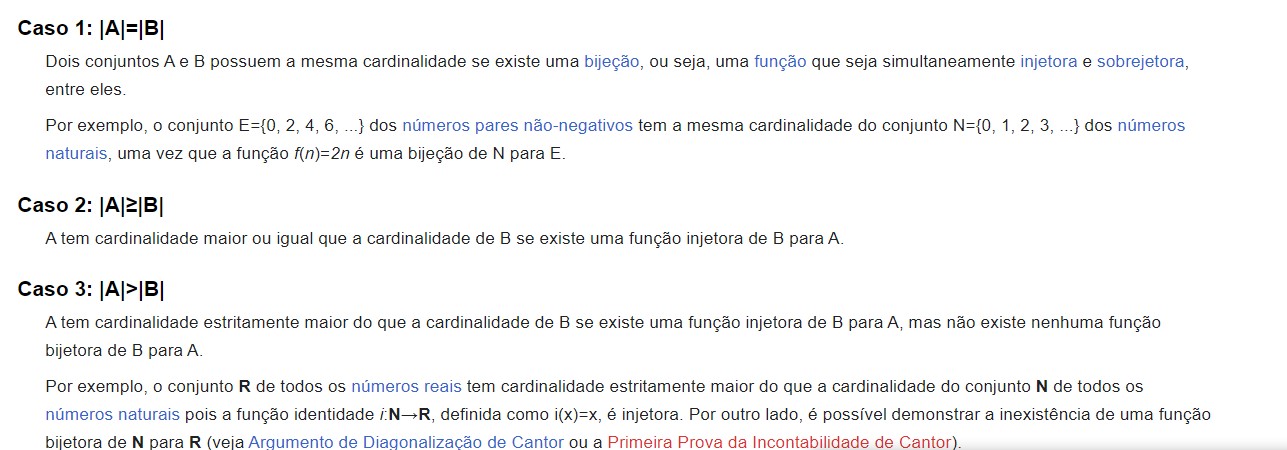 Caso 1: |A|=|B|
Dois conjuntos A e B possuem a mesma cardinalidade se existe uma bijeção, ou seja, uma função que seja simultaneamente injetora e sobrejetora,
entre eles.
Por exemplo, o conjunto E={0, 2, 4, 6, ...} dos números pares não-negativos tem a mesma cardinalidade do conjunto N={0, 1, 2, 3, ...} dos números
naturais, uma vez que a função f(n)=2n é uma bijeção de N para E.
Caso 2: |A|≥|B|
A tem cardinalidade maior ou igual que a cardinalidade de B se existe uma função injetora de B para A.
Caso 3: |A|>|B|
A tem cardinalidade estritamente maior do que a cardinalidade de B se existe uma função injetora de B para A, mas não existe nenhuma função
bijetora de B para A.
Por exemplo, o conjunto R de todos os números reais tem cardinalidade estritamente maior do que a cardinalidade do conjunto N de todos os
números naturais pois a função identidade i:N→R, definida como i(x)=x, é injetora. Por outro lado, é possível demonstrar a inexistência de uma função
bijetora de N para R (veja Argumento de Diagonalização de Cantor ou a Primeira Prova da Incontabilidade de Cantor).